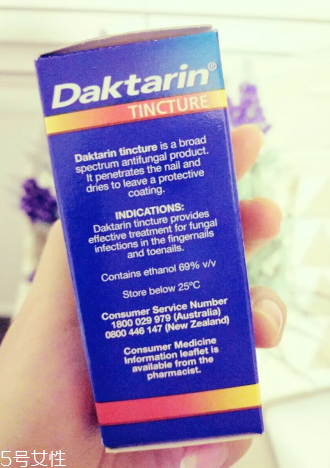 Daktarin®
TINCTURE
Daktarin tincture is a broad
spectrum antifungal product.
It penetrates the nail and
dries to leave a protective
coating.
INDICATIONS:
Daktarin tincture provides
effective treatment for fungal
infections in the fingernails
and toenails.
Contains ethanol 69% v/v
Store below 25°C
Consumer Service Number
1800 029 979 (Australia)
0800 446 147 (New Zealand)
Consumer Medicine
Information leaflet is
available from the
pharmacist.
5号女性